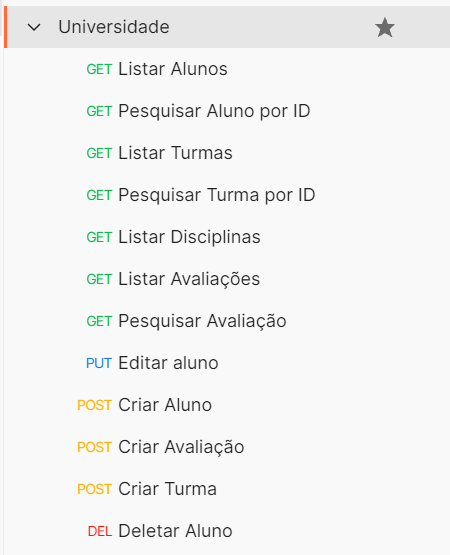 Universidade
GET Listar Alunos
GET Pesquisar Aluno por ID
GET Listar Turmas
GET Pesquisar Turma por ID
GET Listar Disciplinas
GET Listar Avaliações
GET Pesquisar Avaliação
PUT Editar aluno
POST Criar Aluno
POST Criar Avaliação
POST Criar Turma
DEL Deletar Aluno